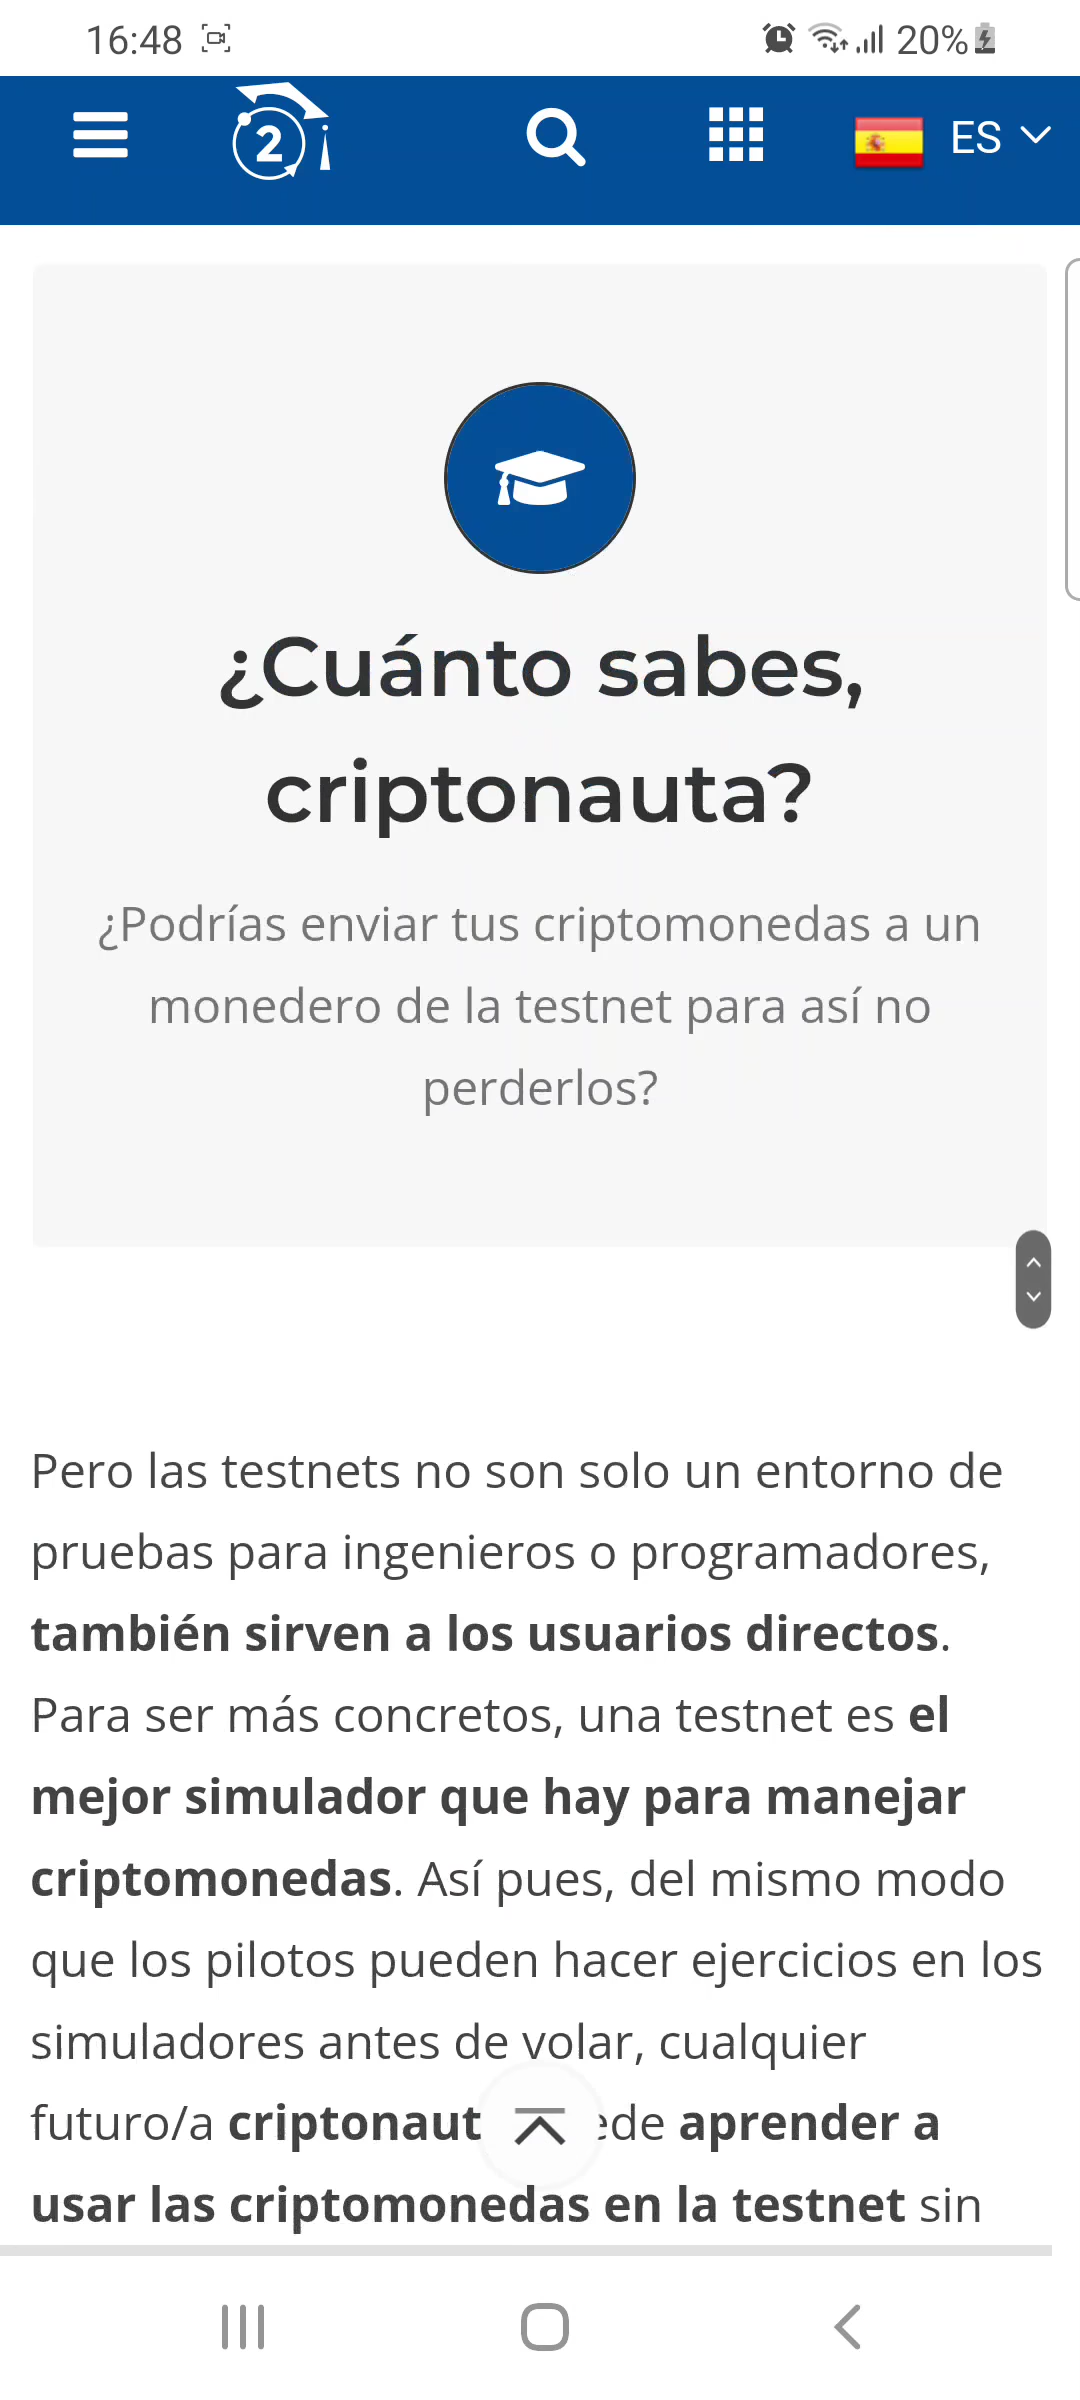 16:48
20%
2
ES
¿Cuánto sabes,
criptonauta?
¿Podrías enviar tus criptomonedas a un
monedero de la testnet para así no
perderlos?
Pero las testnets no son solo un entorno de
pruebas para ingenieros o programadores,
también sirven a los usuarios directos.
Para ser más concretos, una testnet es el
mejor simulador que hay para manejar
criptomonedas. Así pues, del mismo modo
que los pilotos pueden hacer ejercicios en los
simuladores antes de volar, cualquier
futuro/a criptonaut ede aprender a
usar las criptomonedas en la testnet sin